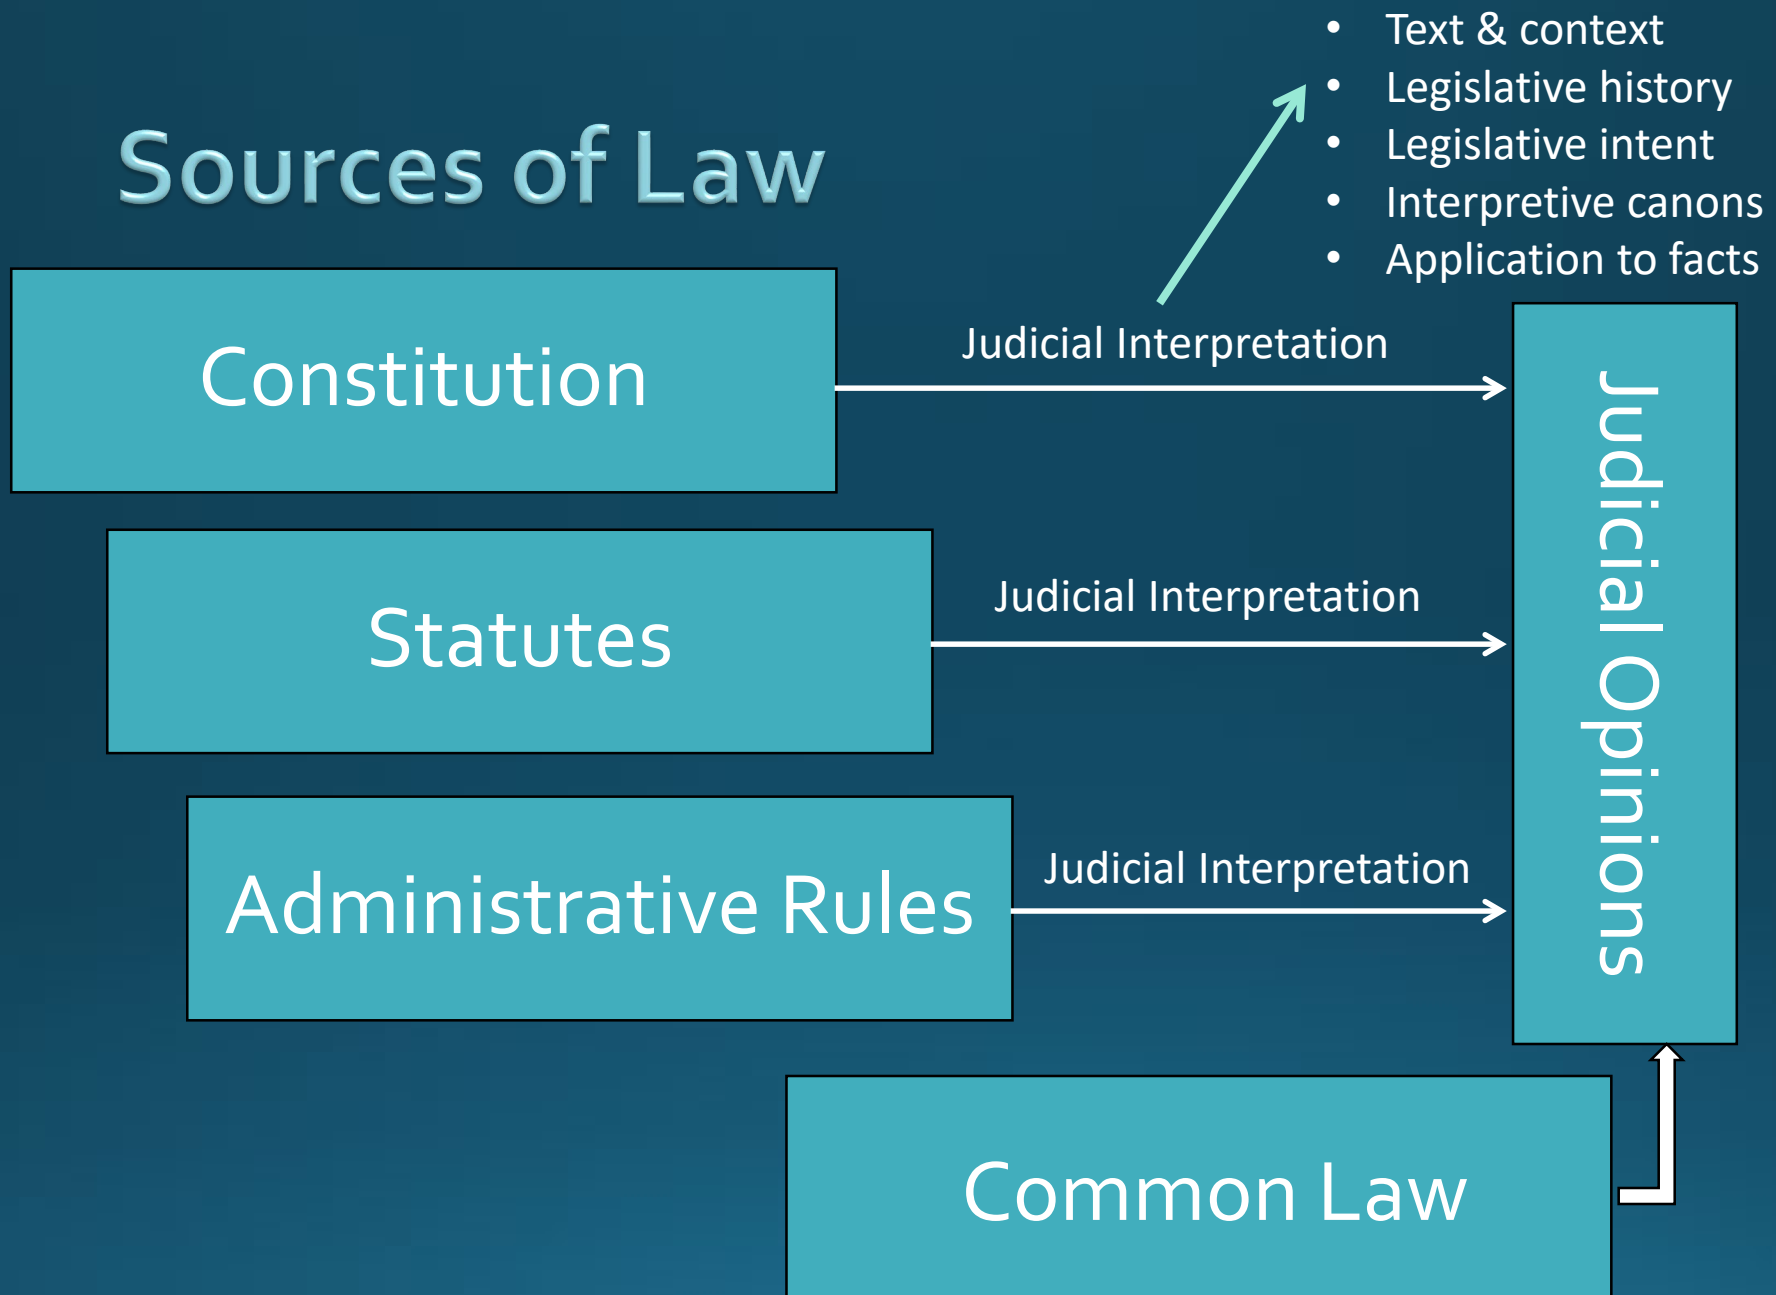 • Text & context
• Legislative history
• Legislative intent
• Interpretive canons
• Application to facts
Sources of Law
Constitution
Judicial Interpretation
Statutes
Judicial Interpretation
Administrative Rules
Judicial Interpretation
Judicial Opinions
Common Law